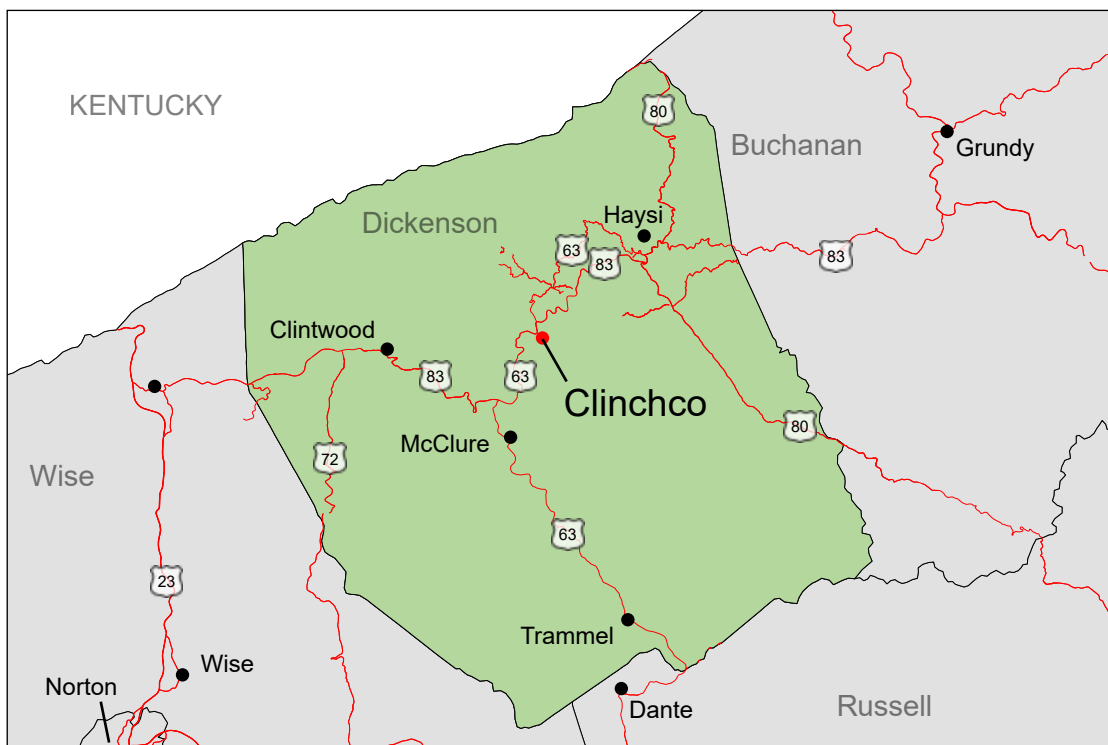 KENTUCKY
80
Buchanan
Grundy
Dickenson
Haysi
63
83
83
Clintwood
83
63
Clinchco
McClure
80
72
Wise
63
23
Trammel
Wise
Norton
Dante
Russell